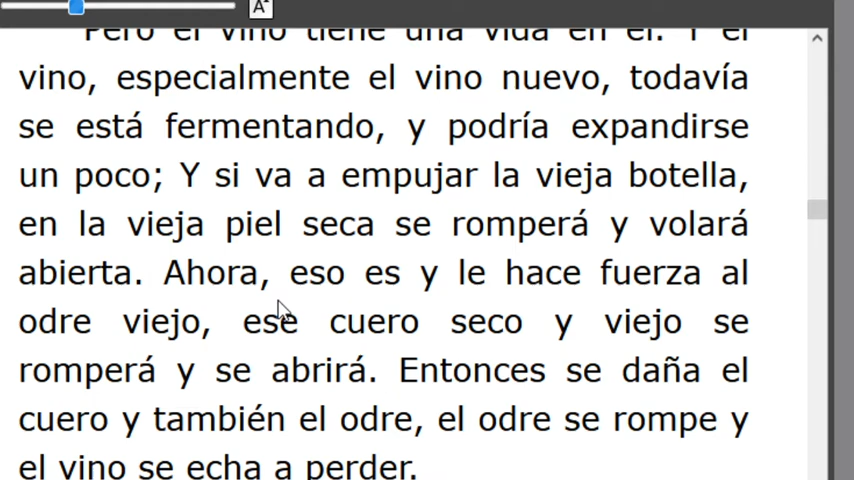 A
Pero el vino tiene una vida en él. Y el
vino, especialmente el vino nuevo, todavía
se está fermentando, y podría expandirse
un poco; Y si va a empujar la vieja botella,
en la vieja piel seca se romperá y volará
abierta. Ahora, eso es y le hace fuerza al
odre viejo, ese cuero seco y viejo se
romperá y se abrirá. Entonces se daña el
cuero y también el odre, el odre se rompe y
el vino se echa a perder.